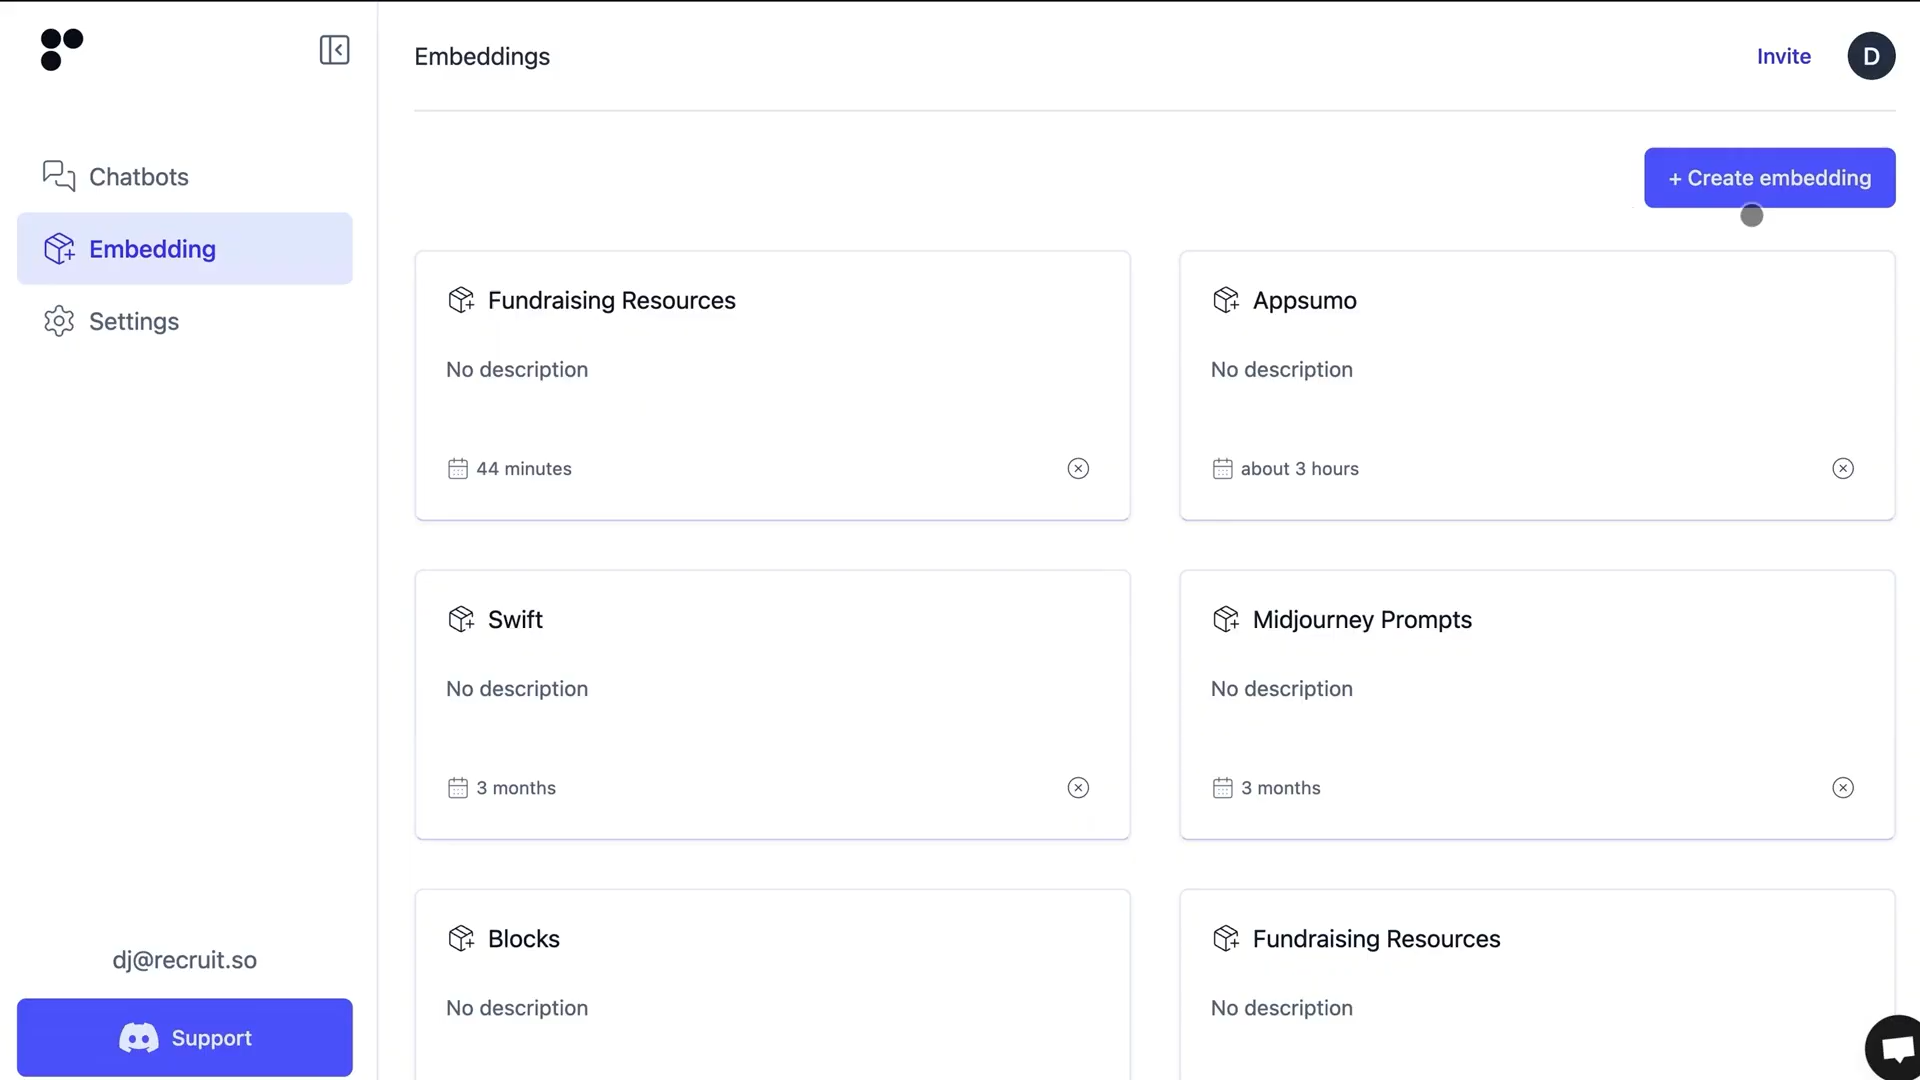 Embeddings
Invite
D
Chatbots
Embedding
Settings
+ Create embedding
Fundraising Resources
No description
44 minutes
Appsumo
No description
about 3 hours
Swift
No description
3 months
Midjourney Prompts
No description
3 months
Blocks
No description
Fundraising Resources
No description
dj@recruit.so
Support